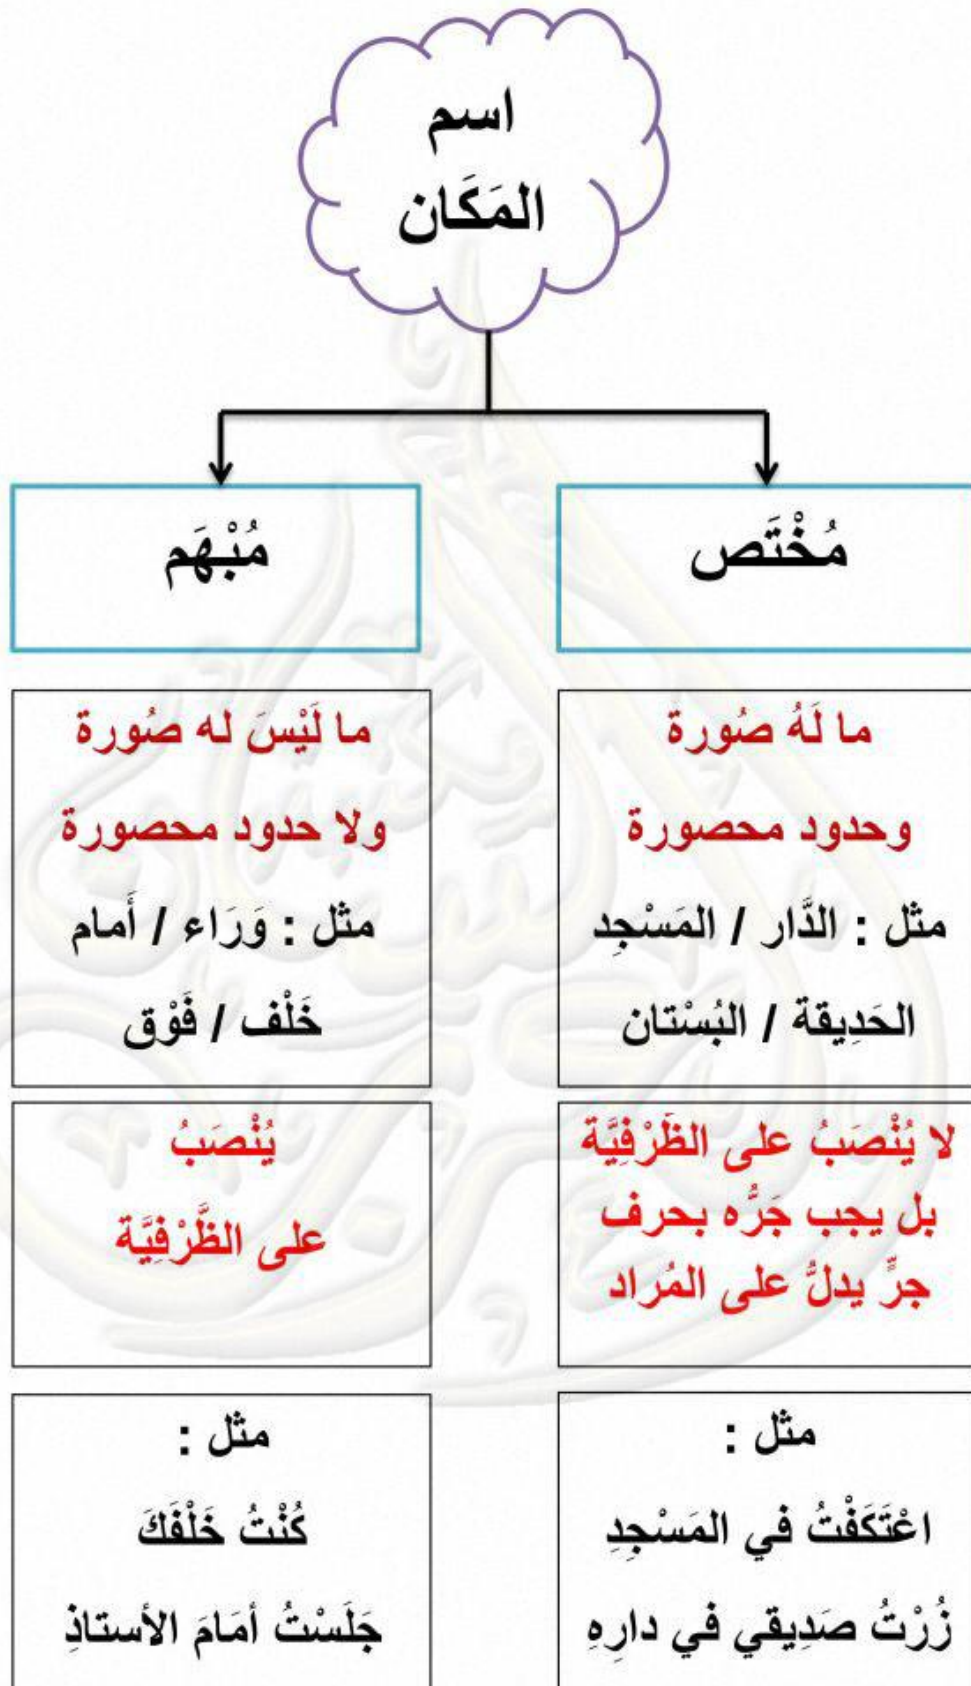 اسم
المَكَان
مُخْتَص
مُبْهَم
ما لَهُ صُورة
وحدود محصورة
مثل : الدَّار / المَسْجِد
الحَدِيقة / البُسْتان
ما لَيْسَ له صُورة
ولا حدود محصورة
مثل : وَرَاء / أَمام
خَلْف / فَوْق
لا يُنْصَبُ على الظَّرْفِيَّة
بل يجب جَرُّه بحرف
جرٍّ يدلُّ على المُراد
يُنْصَبُ
على الظَّرْفِيَّة
مثل :
اعْتَكَفْتُ في المَسْجِدِ
زُرْتُ صَدِيقي في دارِهِ
مثل :
كُنْتُ خَلْفَكَ
جَلَسْتُ أمَامَ الأستاذِ